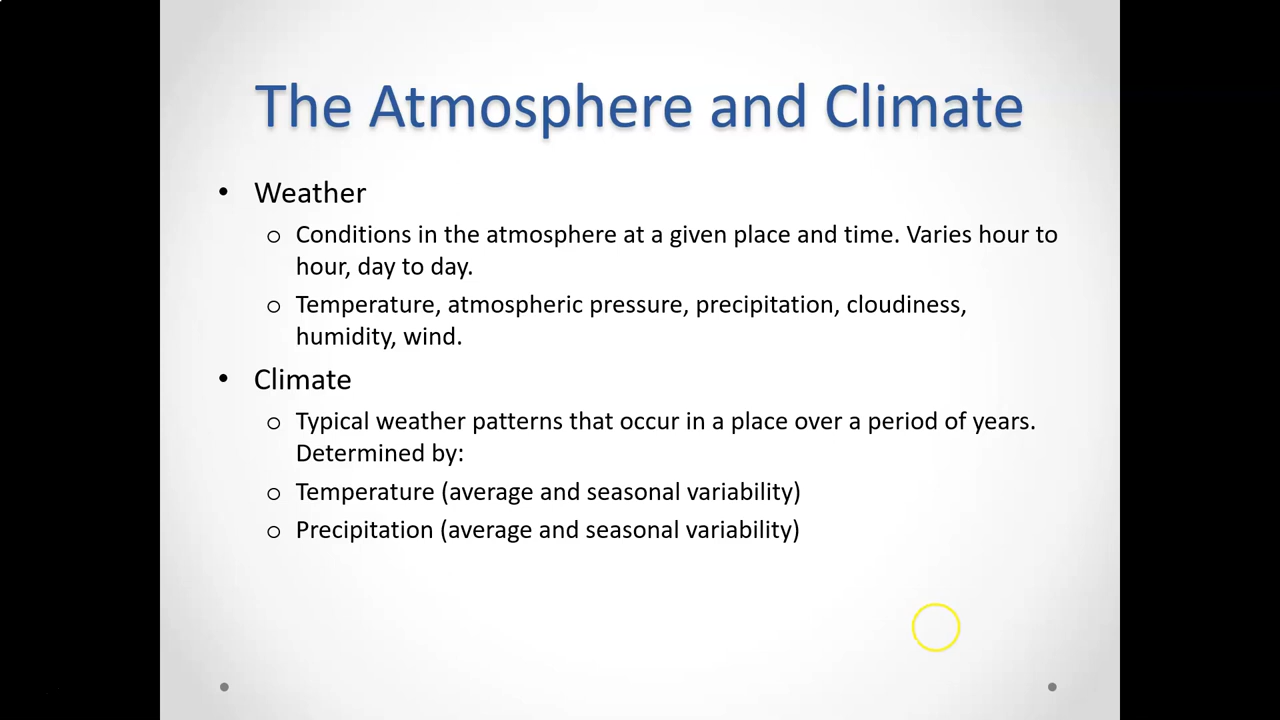 The Atmosphere and Climate
• Weather
o Conditions in the atmosphere at a given place and time. Varies hour to
hour, day to day.
o Temperature, atmospheric pressure, precipitation, cloudiness,
humidity, wind.
• Climate
o Typical weather patterns that occur in a place over a period of years.
Determined by:
o Temperature (average and seasonal variability)
o Precipitation (average and seasonal variability)